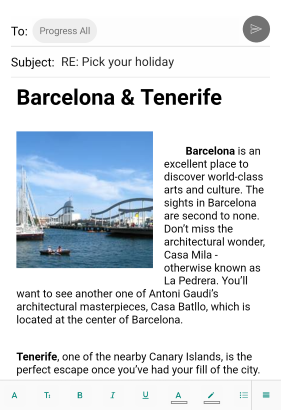 To: Progress All
Subject: RE: Pick your holiday
Barcelona & Tenerife
Barcelona is an
excellent place to
discover world-class
arts and culture. The
sights in Barcelona
are second to none.
Don't miss the
architectural wonder,
Casa Mila -
otherwise known as
La Pedrera. You'll
want to see another one of Antoni Gaudi's
architectural masterpieces, Casa Batllo, which is
located at the center of Barcelona.
Tenerife, one of the nearby Canary Islands, is the
perfect escape once you've had your fill of the city.
A Tt B I U A